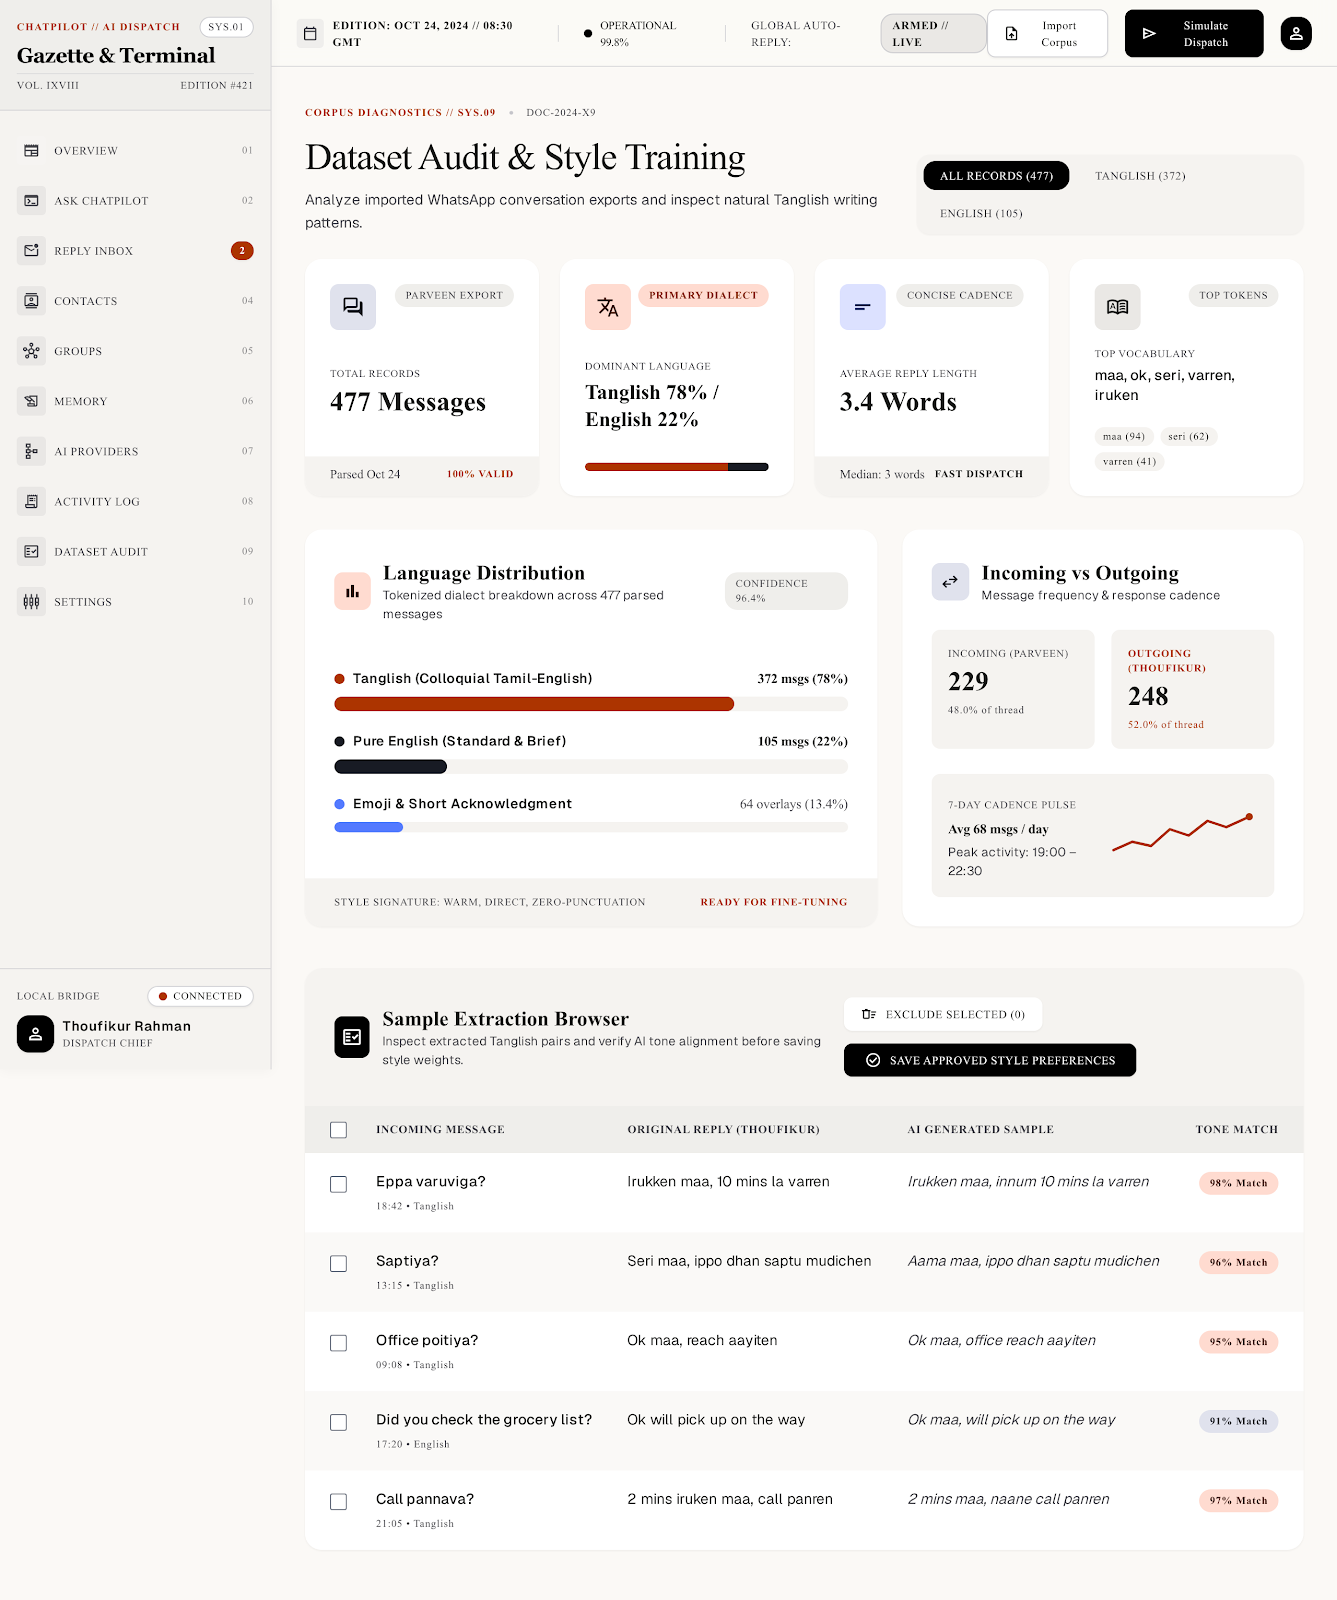 CHATPILOT // AI DISPATCH
SYS.01
Gazette & Terminal
VOL. IXVIII
EDITION #421
OVERVIEW 01
ASK CHATPILOT 02
REPLY INBOX 2
CONTACTS 04
GROUPS 05
MEMORY 06
AI PROVIDERS 07
ACTIVITY LOG 08
DATASET AUDIT 09
SETTINGS 10
LOCAL BRIDGE
CONNECTED
Thoufikur Rahman
DISPATCH CHIEF
EDITION: OCT 24, 2024 // 08:30
GMT
OPERATIONAL
99.8%
GLOBAL AUTO-
REPLY:
ARMED //
LIVE
Import
Corpus
Simulate
Dispatch
CORPUS DIAGNOSTICS // SYS.09 • DOC-2024-X9
Dataset Audit & Style Training
Analyze imported WhatsApp conversation exports and inspect natural Tanglish writing
patterns.
ALL RECORDS (477)
TANGLISH (372)
ENGLISH (105)
PARVEEN EXPORT
TOTAL RECORDS
477 Messages
Parsed Oct 24
100% VALID
PRIMARY DIALECT
DOMINANT LANGUAGE
Tanglish 78% /
English 22%
CONCISE CADENCE
AVERAGE REPLY LENGTH
3.4 Words
Median: 3 words
FAST DISPATCH
TOP TOKENS
TOP VOCABULARY
maa, ok, seri, varren,
iruken
maa (94)
seri (62)
varren (41)
Language Distribution
Tokenized dialect breakdown across 477 parsed
messages
CONFIDENCE
96.4%
Tanglish (Colloquial Tamil-English)
372 msgs (78%)
Pure English (Standard & Brief)
105 msgs (22%)
Emoji & Short Acknowledgment
64 overlays (13.4%)
STYLE SIGNATURE: WARM, DIRECT, ZERO-PUNCTUATION
READY FOR FINE-TUNING
Incoming vs Outgoing
Message frequency & response cadence
INCOMING (PARVEEN)
229
48.0% of thread
OUTGOING
(THOUFIKUR)
248
52.0% of thread
7-DAY CADENCE PULSE
Avg 68 msgs / day
Peak activity: 19:00 –
22:30
Sample Extraction Browser
Inspect extracted Tanglish pairs and verify AI tone alignment before saving
style weights.
EXCLUDE SELECTED (0)
SAVE APPROVED STYLE PREFERENCES
INCOMING MESSAGE
ORIGINAL REPLY (THOUFIKUR)
AI GENERATED SAMPLE
TONE MATCH
Eppa varuviga?
18:42 • Tanglish
Irukken maa, 10 mins la varren
Irukken maa, innum 10 mins la varren
98% Match
Saptiya?
13:15 • Tanglish
Seri maa, ippo dhan saptu mudichen
Aama maa, ippo dhan saptu mudichen
96% Match
Office poitiya?
09:08 • Tanglish
Ok maa, reach aayiten
Ok maa, office reach aayiten
95% Match
Did you check the grocery list?
17:20 • English
Ok will pick up on the way
Ok maa, will pick up on the way
91% Match
Call pannava?
21:05 • Tanglish
2 mins iruken maa, call panren
2 mins maa, naane call panren
97% Match